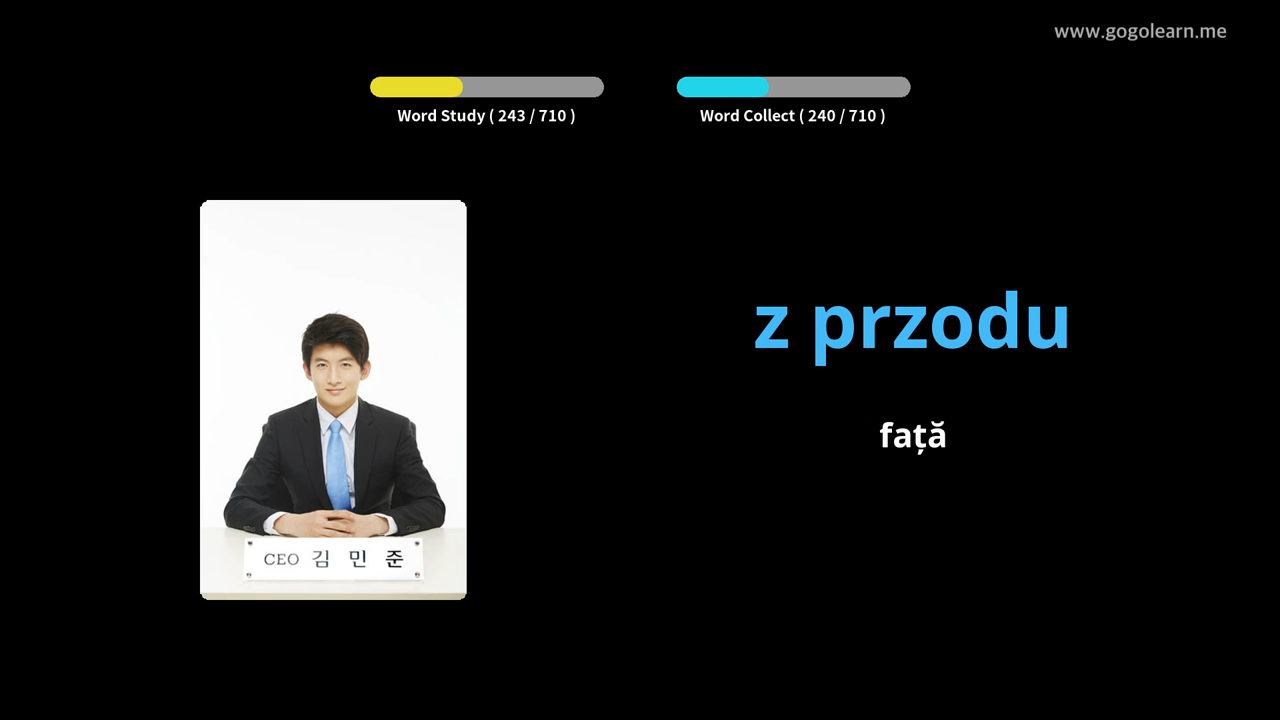 www.gogolearn.me
Word Study ( 243 / 710 )
Word Collect ( 240 / 710 )
z przodu
față
CEO 김 민 준